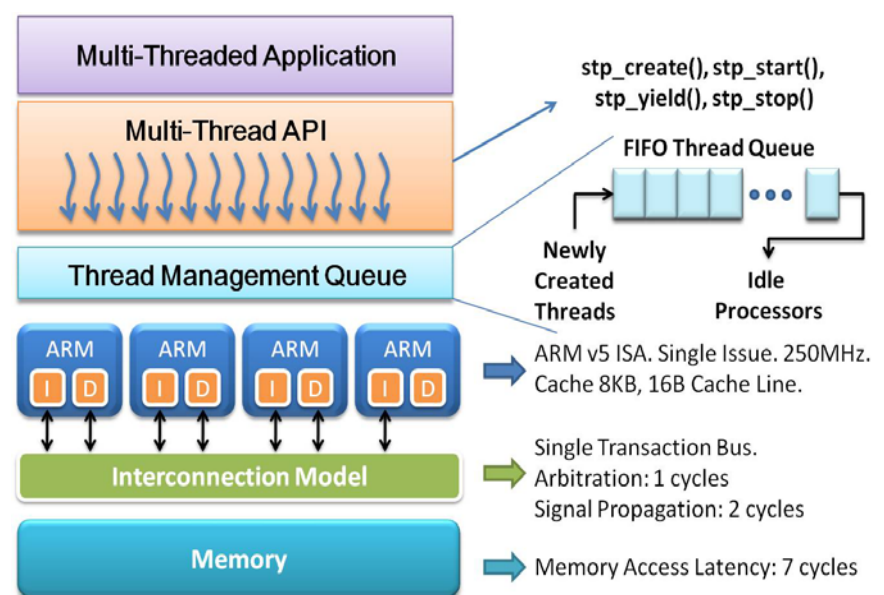 Multi-Threaded Application
Multi-Thread API
stp_create(), stp_start(),
stp_yield(), stp_stop()
FIFO Thread Queue
Newly
Created
Threads
Idle
Processors
Thread Management Queue
ARM
I D
ARM
I D
ARM
I D
ARM
I D
ARM v5 ISA. Single Issue. 250MHz.
Cache 8KB, 16B Cache Line.
Interconnection Model
Single Transaction Bus.
Arbitration: 1 cycles
Signal Propagation: 2 cycles
Memory
Memory Access Latency: 7 cycles